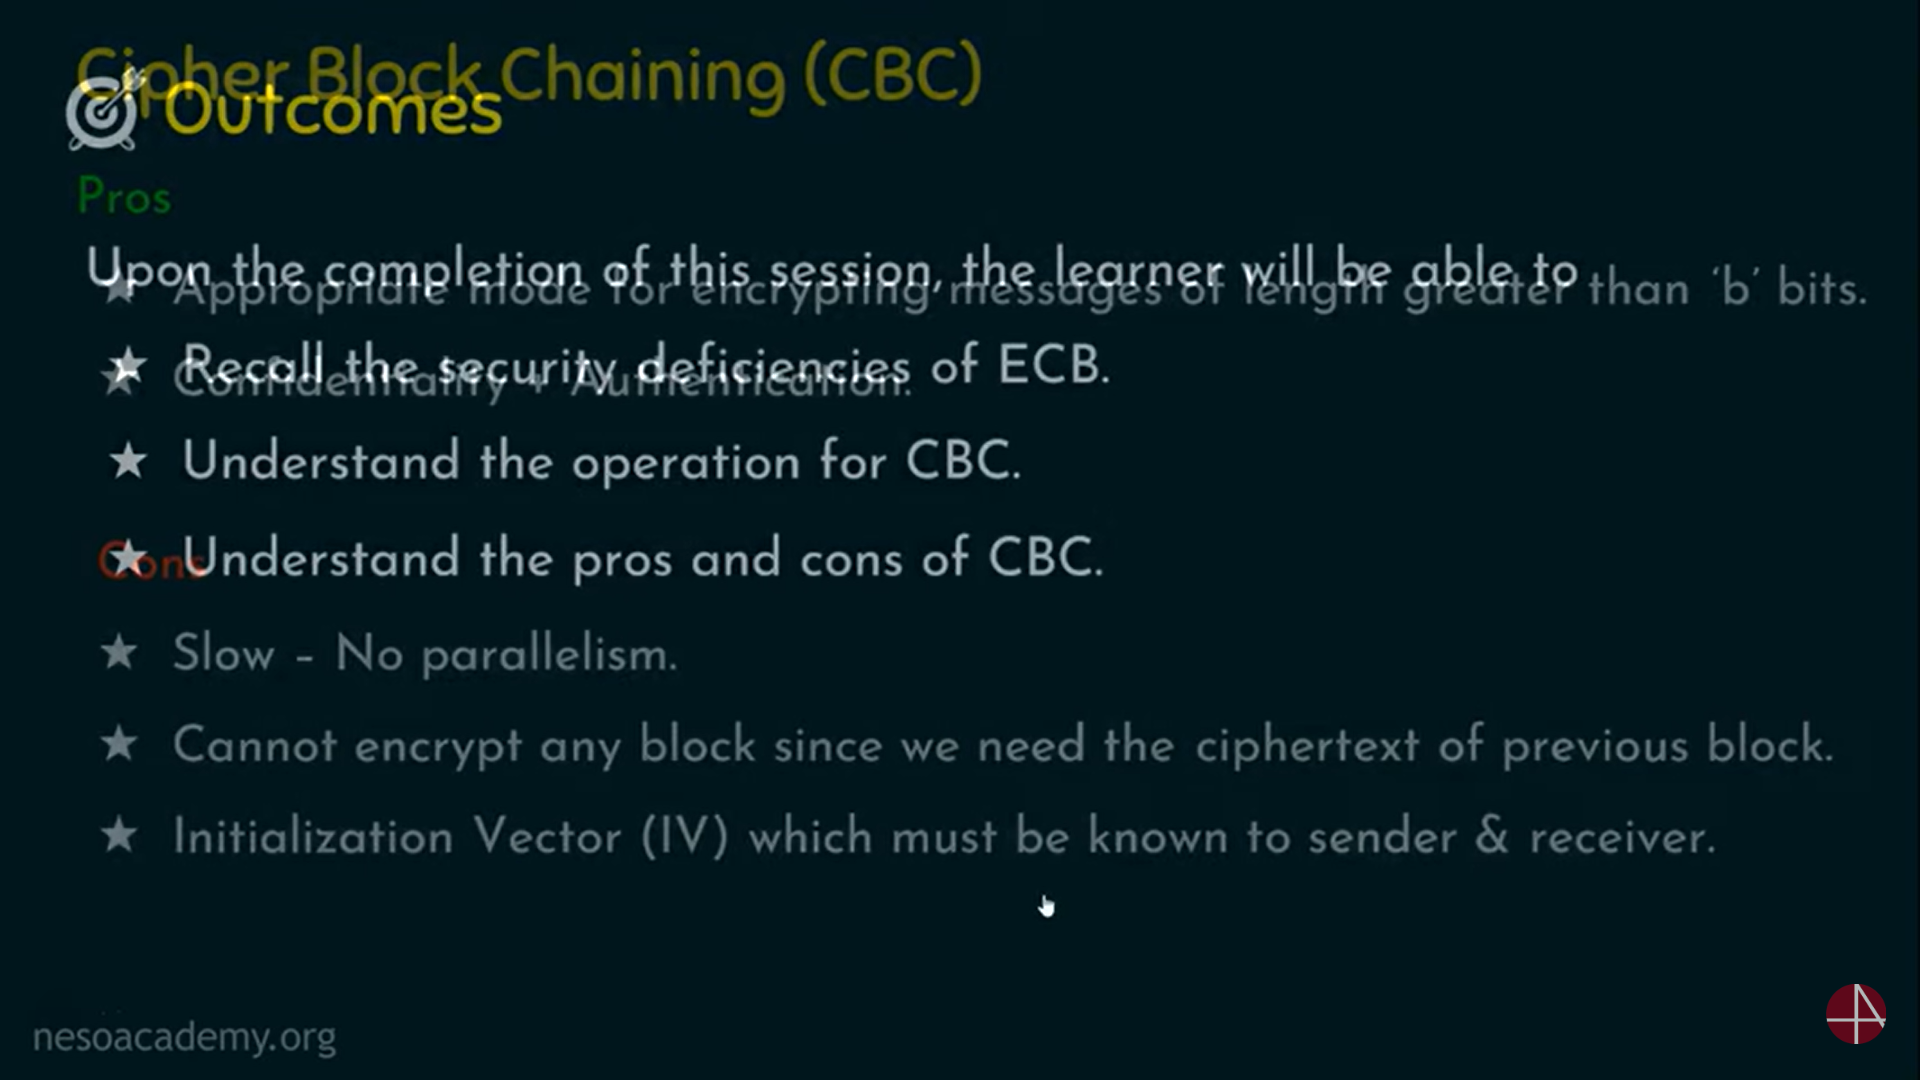 Cipher Block Chaining (CBC)
Outcomes
Pros
Upon the completion of this session, the learner will be able to
Appropriate mode for encrypting messages of length greater than ‘b’ bits.
Recall the security deficiencies of ECB.
Confidentiality + Authentication.
Understand the operation for CBC.
Cons
Understand the pros and cons of CBC.
Slow – No parallelism.
Cannot encrypt any block since we need the ciphertext of previous block.
Initialization Vector (IV) which must be known to sender & receiver.
nesoacademy.org